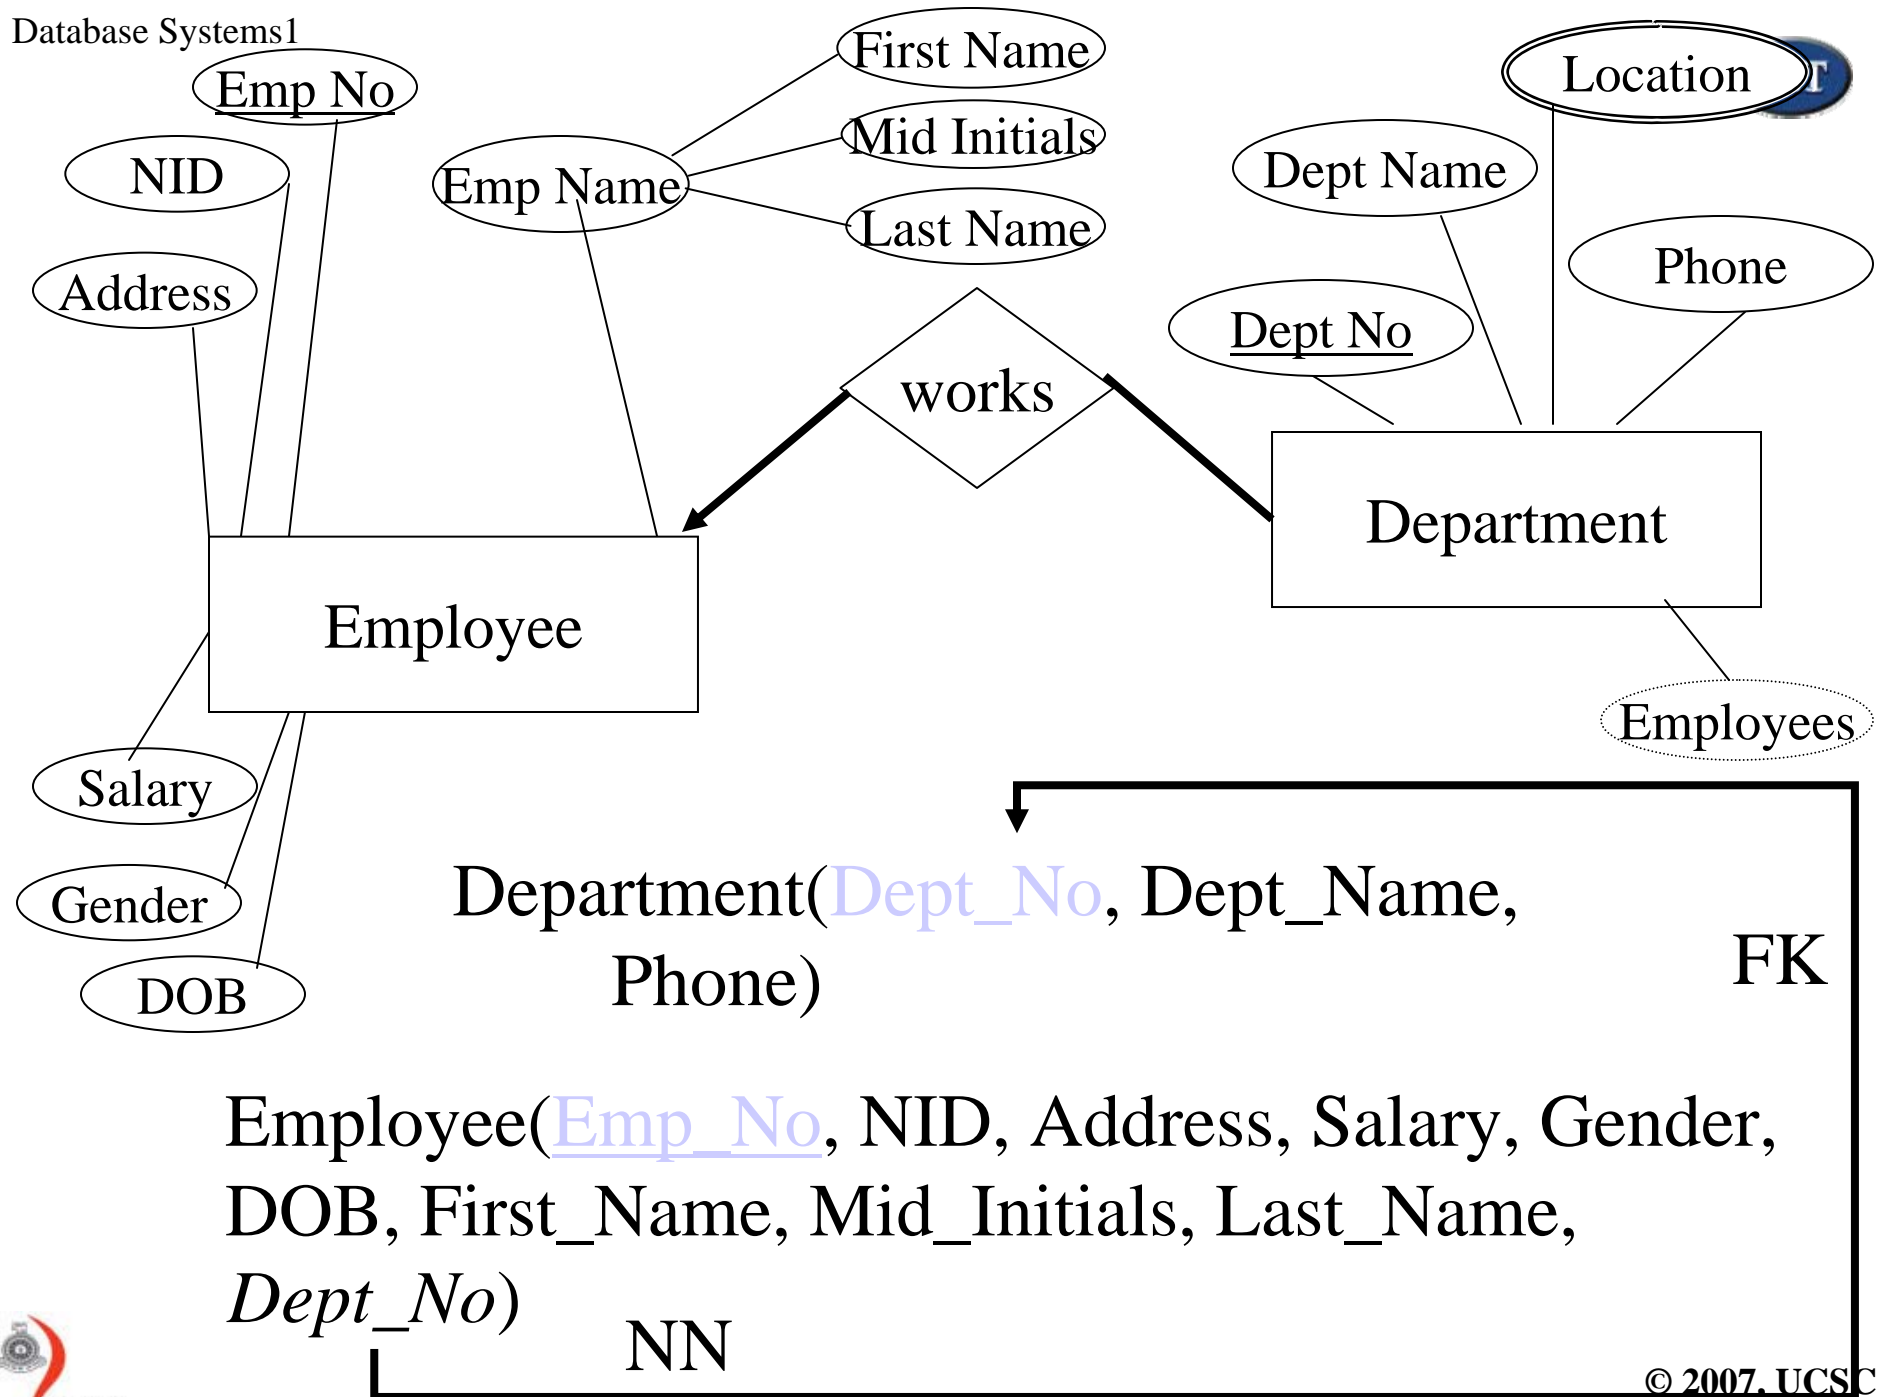 Database Systems1
Emp No
NID
Address
Emp Name
First Name
Mid Initials
Last Name
Location
T
Dept Name
Phone
Dept No
works
Department
Employee
Employees
Salary
Gender
DOB
Department(Dept_No, Dept_Name,
Phone)
FK
Employee(Emp_No, NID, Address, Salary, Gender,
DOB, First_Name, Mid_Initials, Last_Name,
Dept_No)
NN
© 2007, UCSC